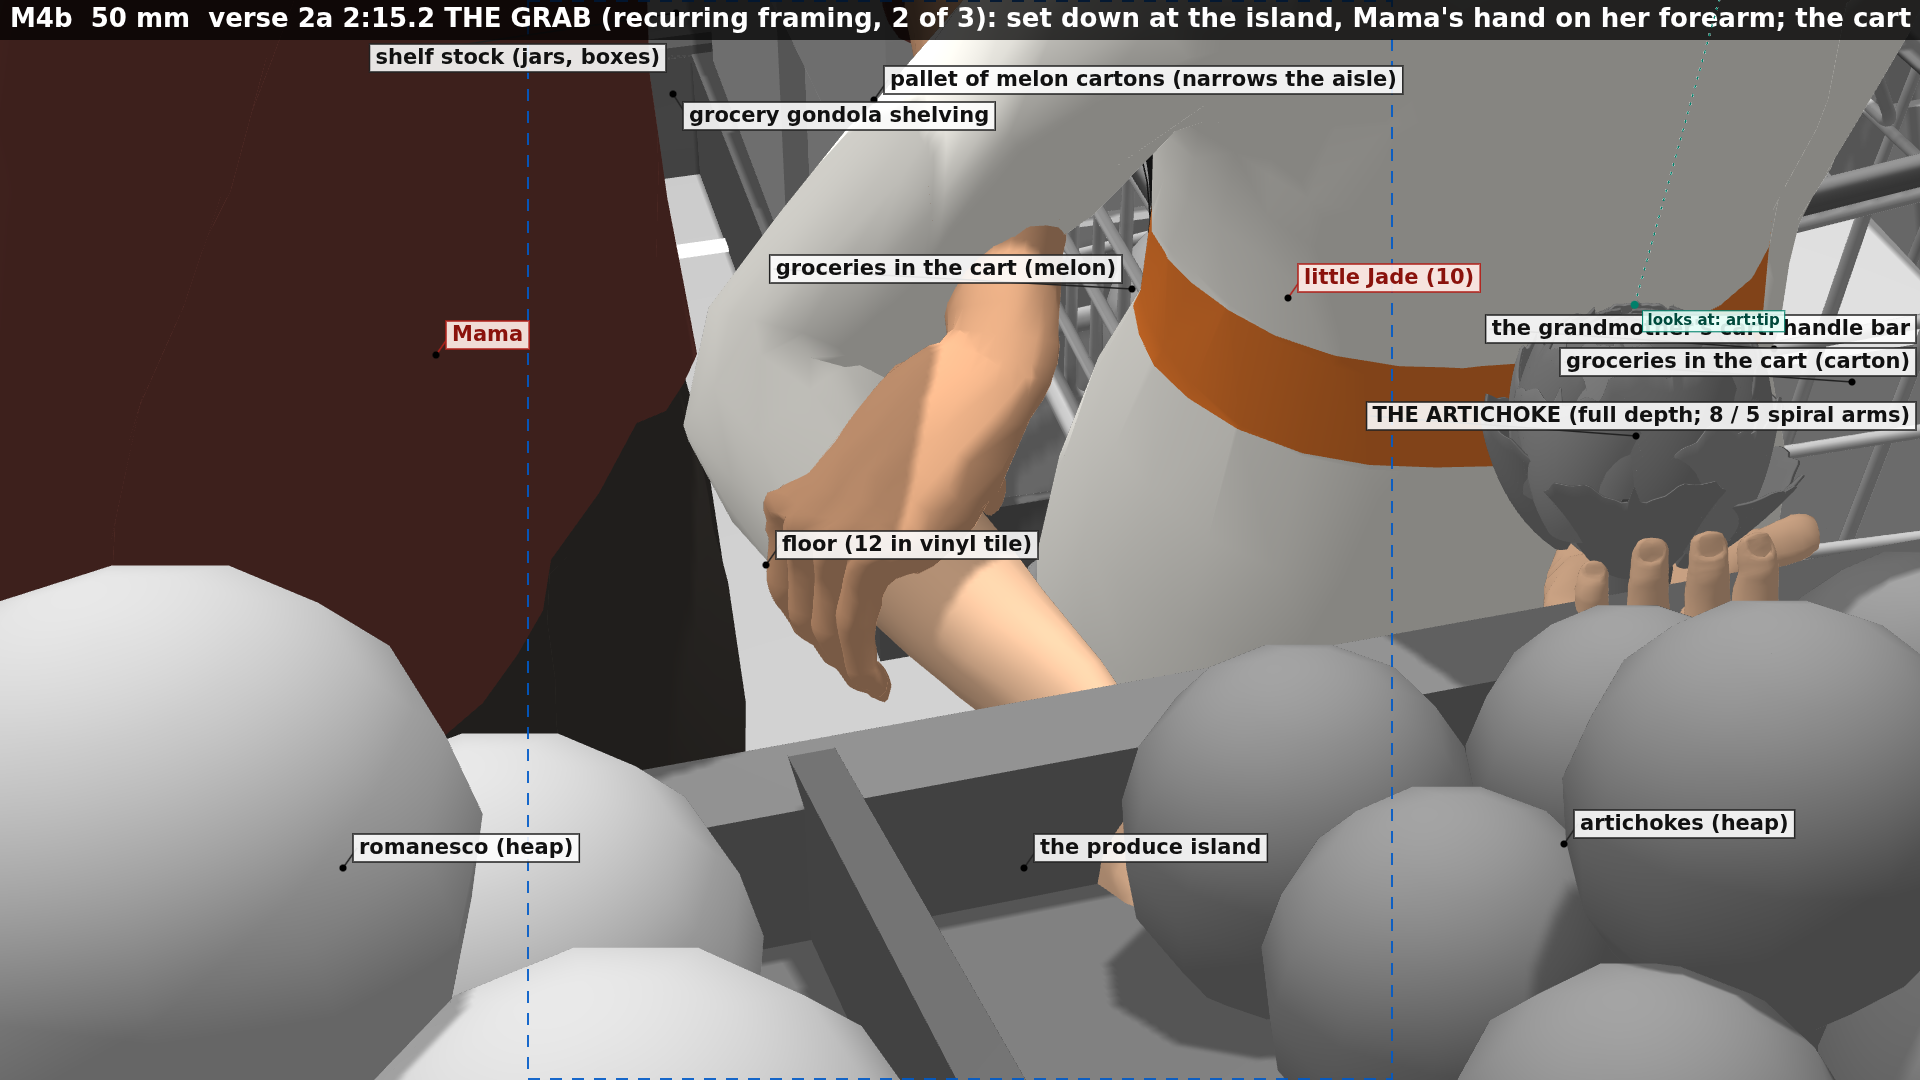 M4b  50 mm  verse 2a 2:15.2 THE GRAB (recurring framing, 2 of 3): set down at the island, Mama's hand on her forearm; the cart
shelf stock (jars, boxes)
pallet of melon cartons (narrows the aisle)
grocery gondola shelving
groceries in the cart (melon)
little Jade (10)
Mama
looks at: art:tip
the handle bar
groceries in the cart (carton)
THE ARTICHOKE (full depth; 8 / 5 spiral arms)
floor (12 in vinyl tile)
artichokes (heap)
romanesco (heap)
the produce island